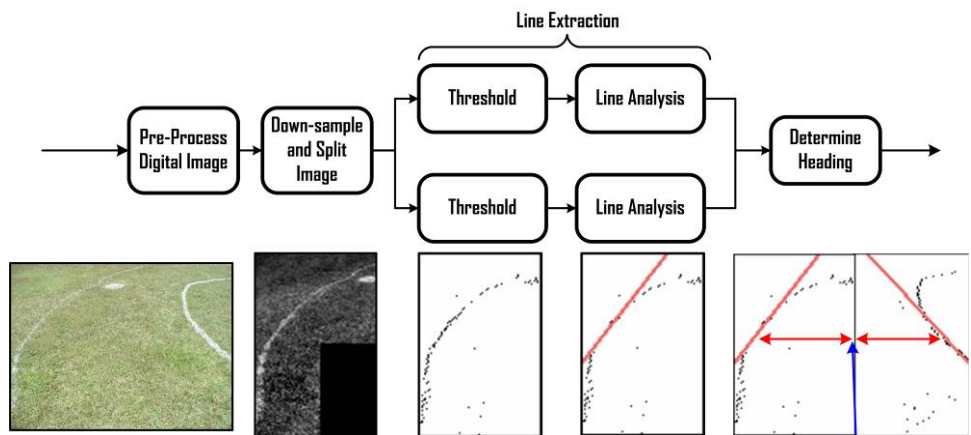 Line Extraction
Threshold
Line Analysis
Pre-Process
Digital Image
Down-sample
and Split
Image
Determine
Heading
Threshold
Line Analysis